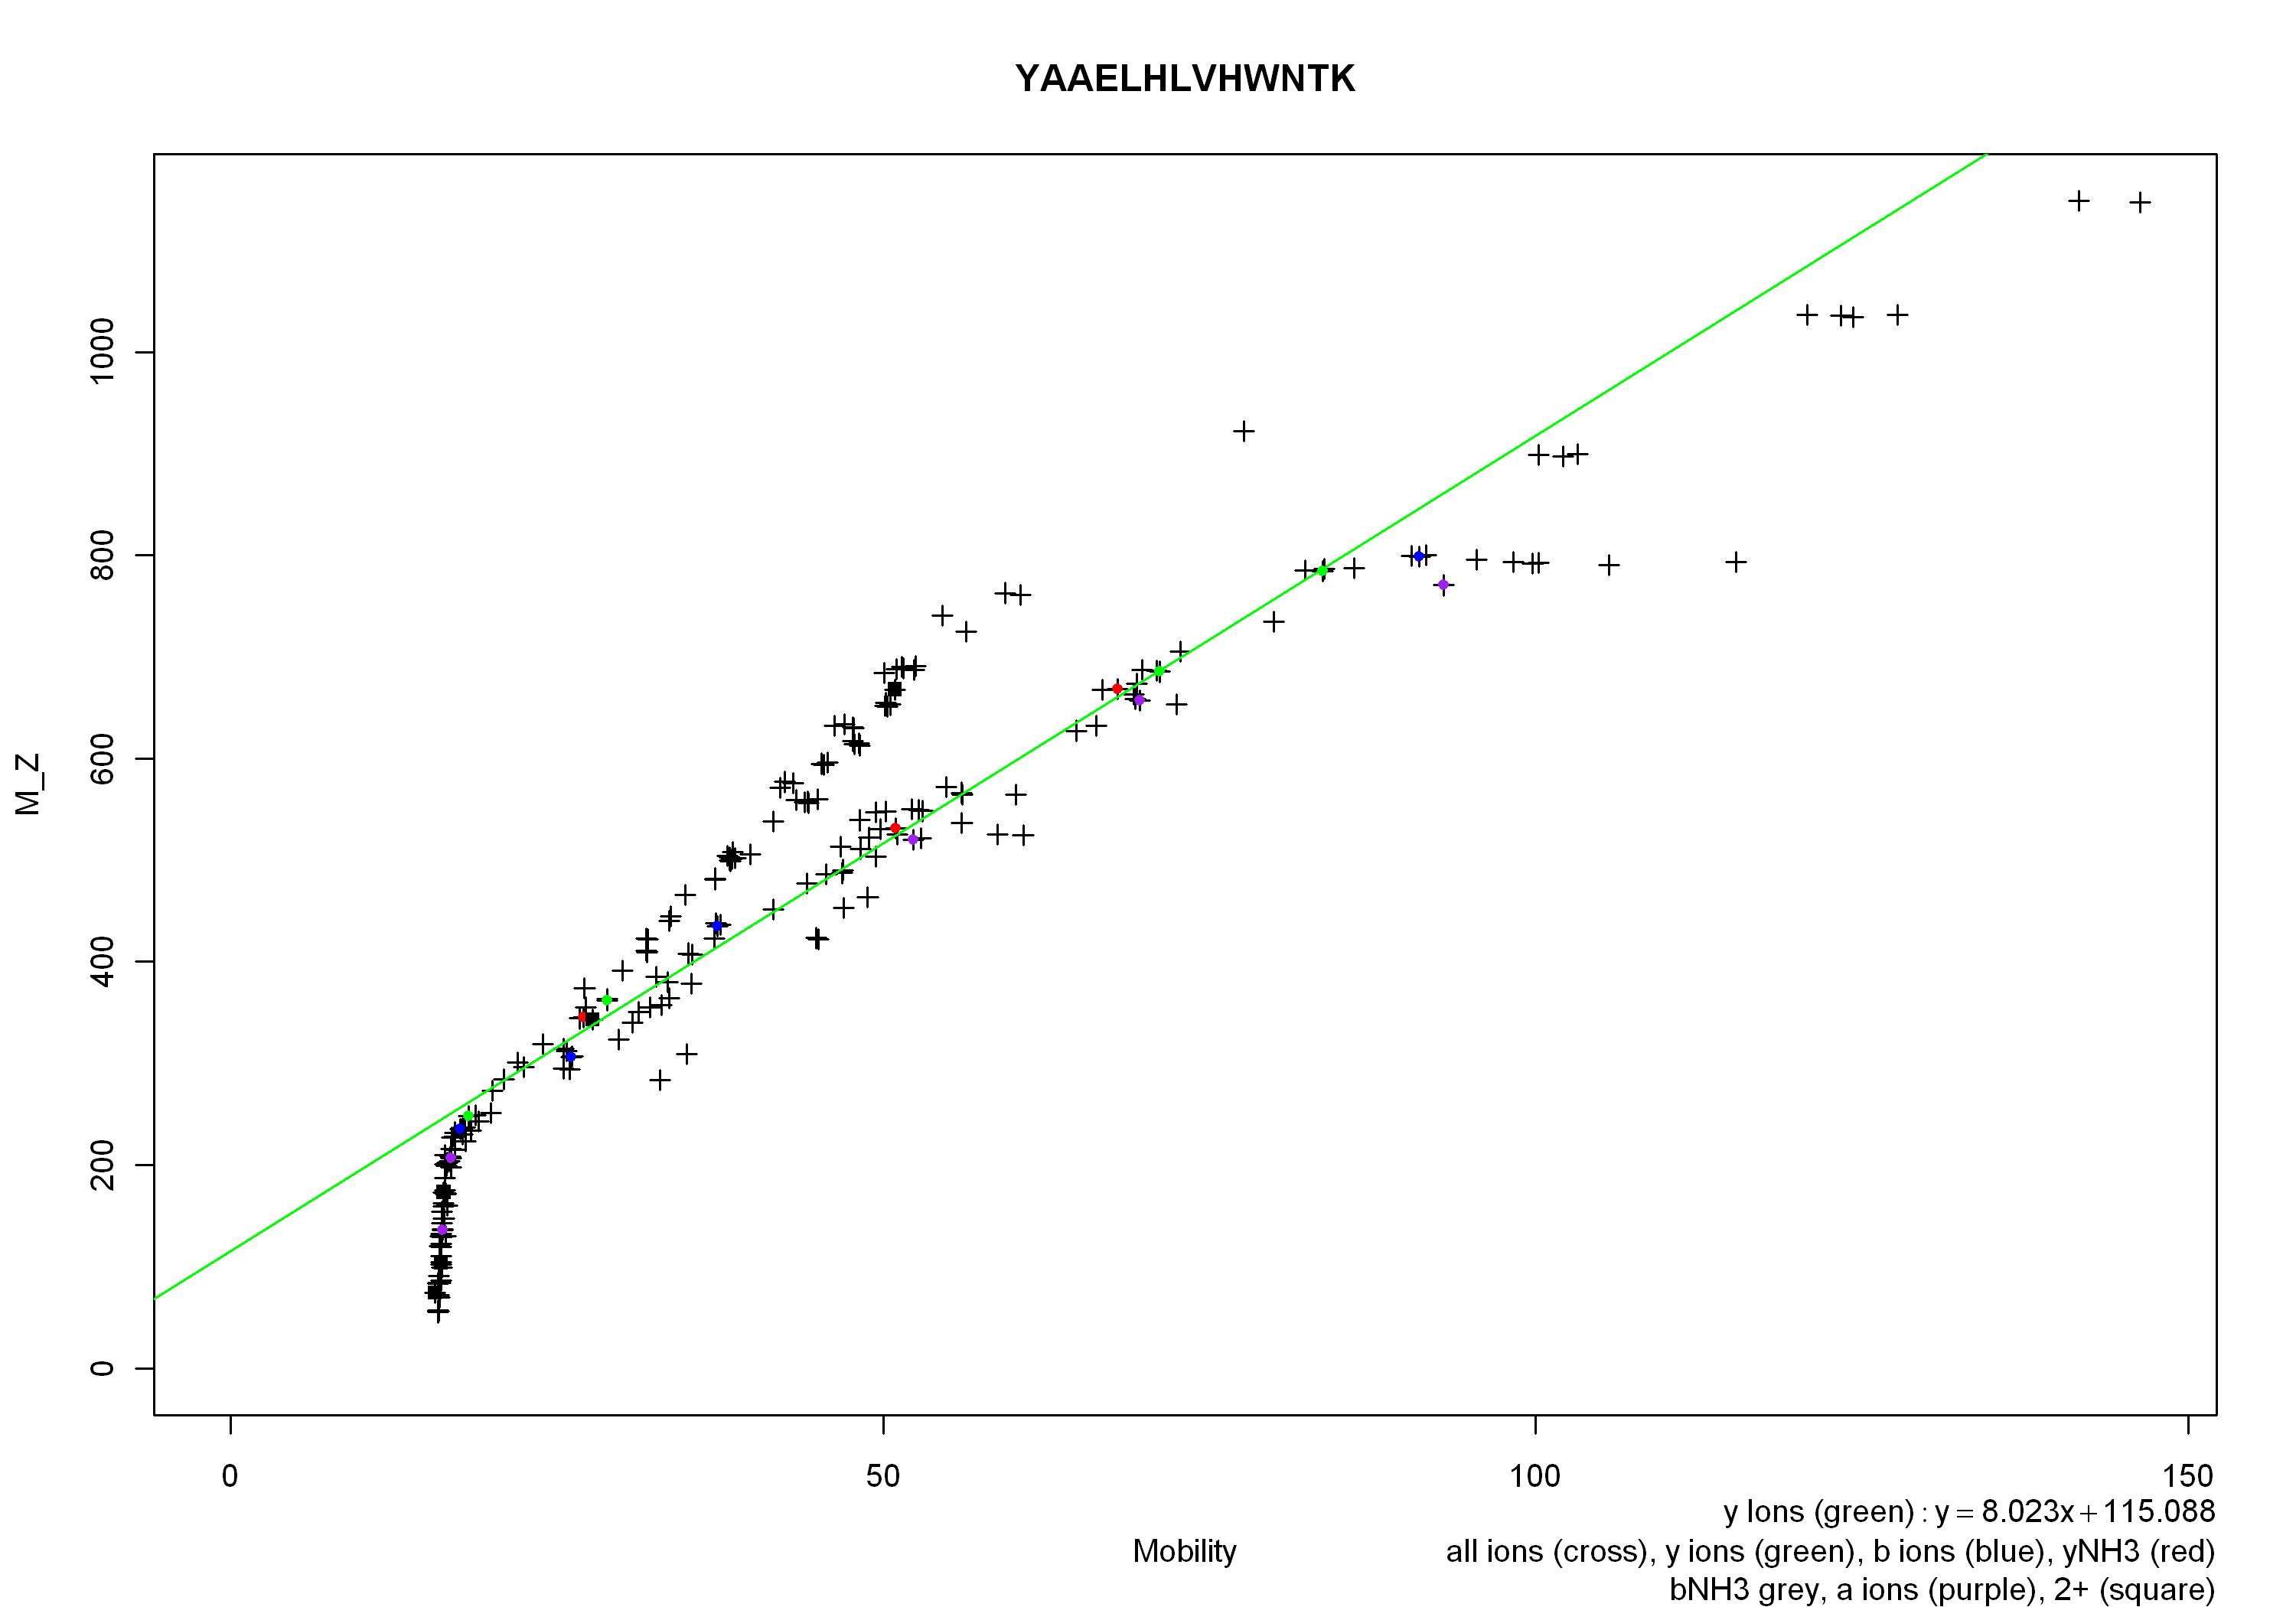 YAAELHLVHWNTK
1000
800
600
400
200
0
M_Z
0 50 100 150
y Ions (green) : y = 8.023x + 115.088
Mobility all ions (cross), y ions (green), b ions (blue), yNH3 (red)
bNH3 grey, a ions (purple), 2+ (square)